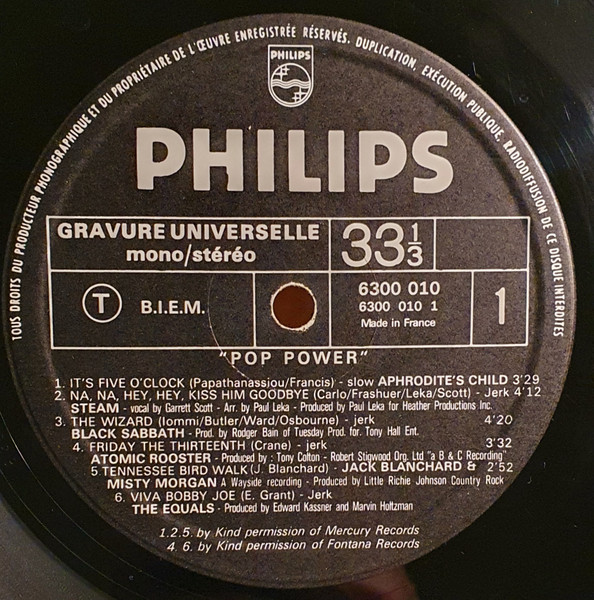 TOUS DROITS DU PRODUCTEUR PHONOGRAPHIQUE ET DU PROPRIÉTAIRE DE L'ŒUVRE ENREGISTRÉE RÉSERVÉS. DUPLICATION, EXÉCUTION PUBLIQUE, RADIODIFFUSION DE CE DISQUE INTERDITES
PHILIPS
PHILIPS
GRAVURE UNIVERSELLE
mono/stéréo
33 1/3
T B.I.E.M.
6300 010
6300 010 1
Made in France
1
"POP POWER"
1. IT'S FIVE O'CLOCK (Papathanassiou/Francis) - slow APHRODITE'S CHILD 3'29
2. NA, NA, HEY, HEY, KISS HIM GOODBYE (Carlo/Frashuer/Leka/Scott) - Jerk 4'12
STEAM - vocal by Garrett Scott - Arr. by Paul Leka - Produced by Paul Leka for Heather Productions Inc.
3. THE WIZARD (Iommi/Butler/Ward/Osbourne) - jerk 4'20
BLACK SABBATH - Prod. by Rodger Bain of Tuesday Prod. for. Tony Hall Ent.
4. FRIDAY THE THIRTEENTH (Crane) - jerk 3'32
ATOMIC ROOSTER - Produced by : Tony Colton - Robert Stigwood Org. Ltd "a B & C Recording"
5. TENNESSEE BIRD WALK (J. Blanchard) - JACK BLANCHARD & 2'52
MISTY MORGAN A Wayside recording - Produced by Little Richie Johnson Country Rock
6. VIVA BOBBY JOE (E. Grant) - Jerk
THE EQUALS - Produced by Edward Kassner and Marvin Holtzman
1.2.5. by Kind permission of Mercury Records
4. 6. by Kind permission of Fontana Records